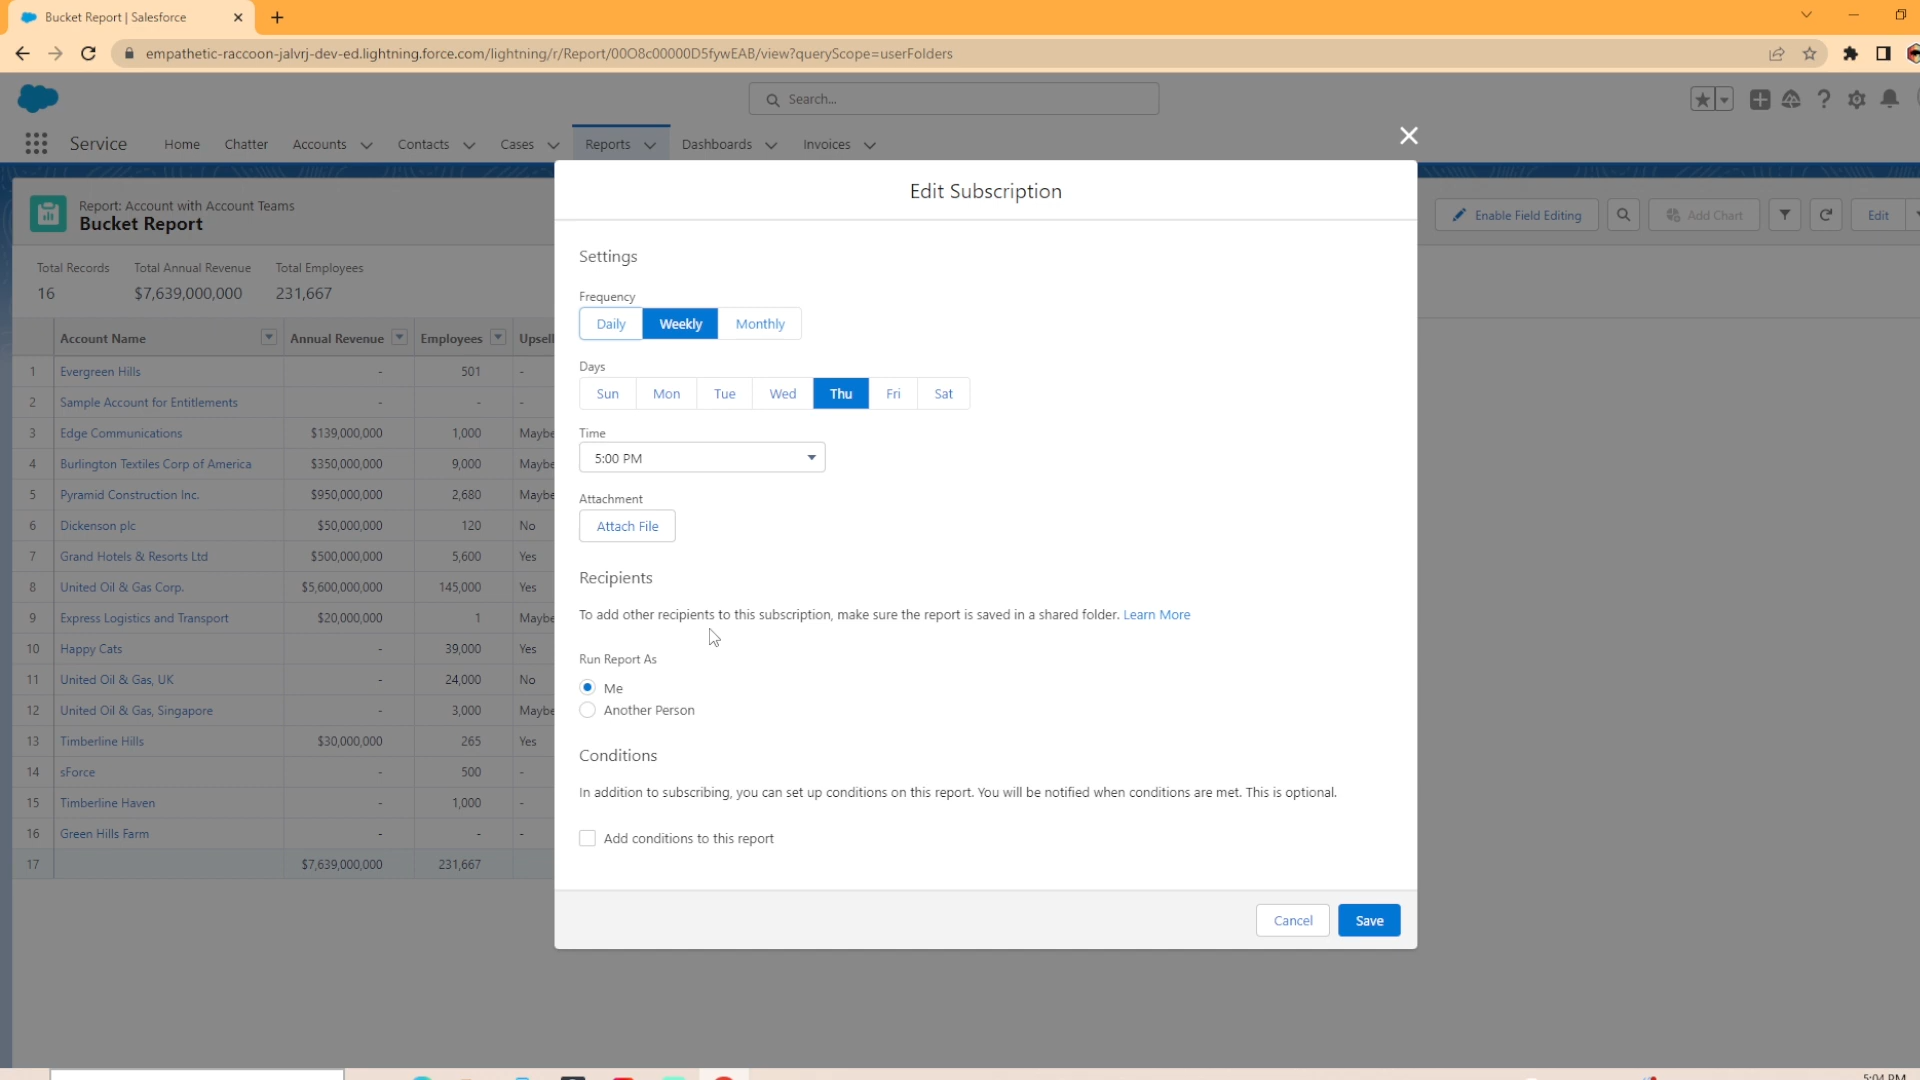 Bucket Report | Salesforce
empathetic-raccoon-jalvrj-dev-ed.lightning.force.com/lightning/r/Report/00O8c00000D5fywEAB/view?queryScope=userFolders
Search...
Service Home Chatter Accounts Contacts Cases Reports Dashboards Invoices
Report: Account with Account Teams
Bucket Report
Enable Field Editing Add Chart Edit
Total Records Total Annual Revenue Total Employees
16 $7,639,000,000 231,667
Account Name Annual Revenue Employees Upsell
1 Evergreen Hills - 501 -
2 Sample Account for Entitlements - - -
3 Edge Communications $139,000,000 1,000 Maybe
4 Burlington Textiles Corp of America $350,000,000 9,000 Maybe
5 Pyramid Construction Inc. $950,000,000 2,680 Maybe
6 Dickenson plc $50,000,000 120 No
7 Grand Hotels & Resorts Ltd $500,000,000 5,600 Yes
8 United Oil & Gas Corp. $5,600,000,000 145,000 Yes
9 Express Logistics and Transport $20,000,000 1 Maybe
10 Happy Cats - 39,000 Yes
11 United Oil & Gas, UK - 24,000 No
12 United Oil & Gas, Singapore - 3,000 Maybe
13 Timberline Hills $30,000,000 265 Yes
14 sForce - 500 -
15 Timberline Haven - 1,000 -
16 Green Hills Farm - - -
17 $7,639,000,000 231,667
Edit Subscription
Settings
Frequency
Daily Weekly Monthly
Days
Sun Mon Tue Wed Thu Fri Sat
Time
5:00 PM
Attachment
Attach File
Recipients
To add other recipients to this subscription, make sure the report is saved in a shared folder. Learn More
Run Report As
Me
Another Person
Conditions
In addition to subscribing, you can set up conditions on this report. You will be notified when conditions are met. This is optional.
Add conditions to this report
Cancel Save
5:04 PM